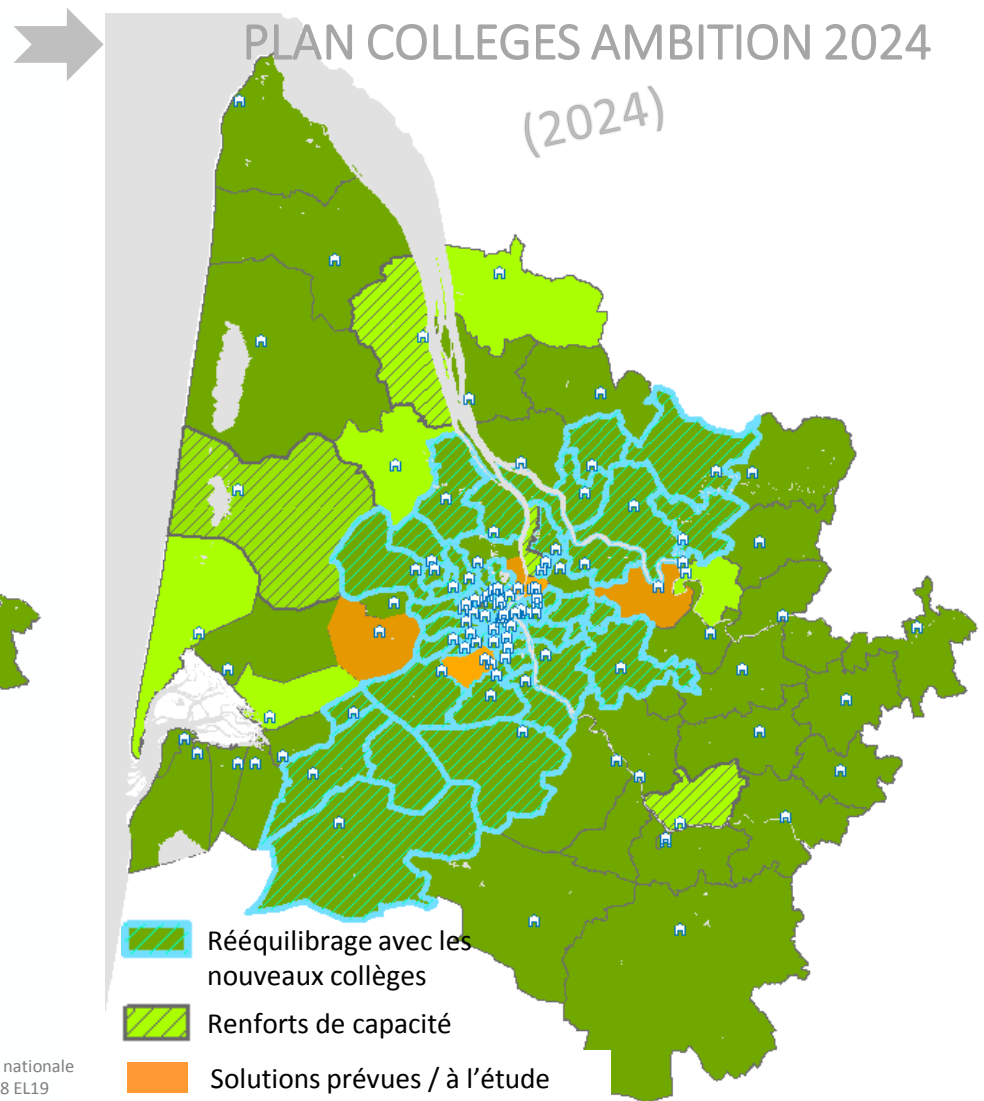 PLAN COLLEGES AMBITION 2024
(2024)
Rééquilibrage avec les
nouveaux collèges
Renforts de capacité
Solutions prévues / à l'étude
nationale
8 EL19